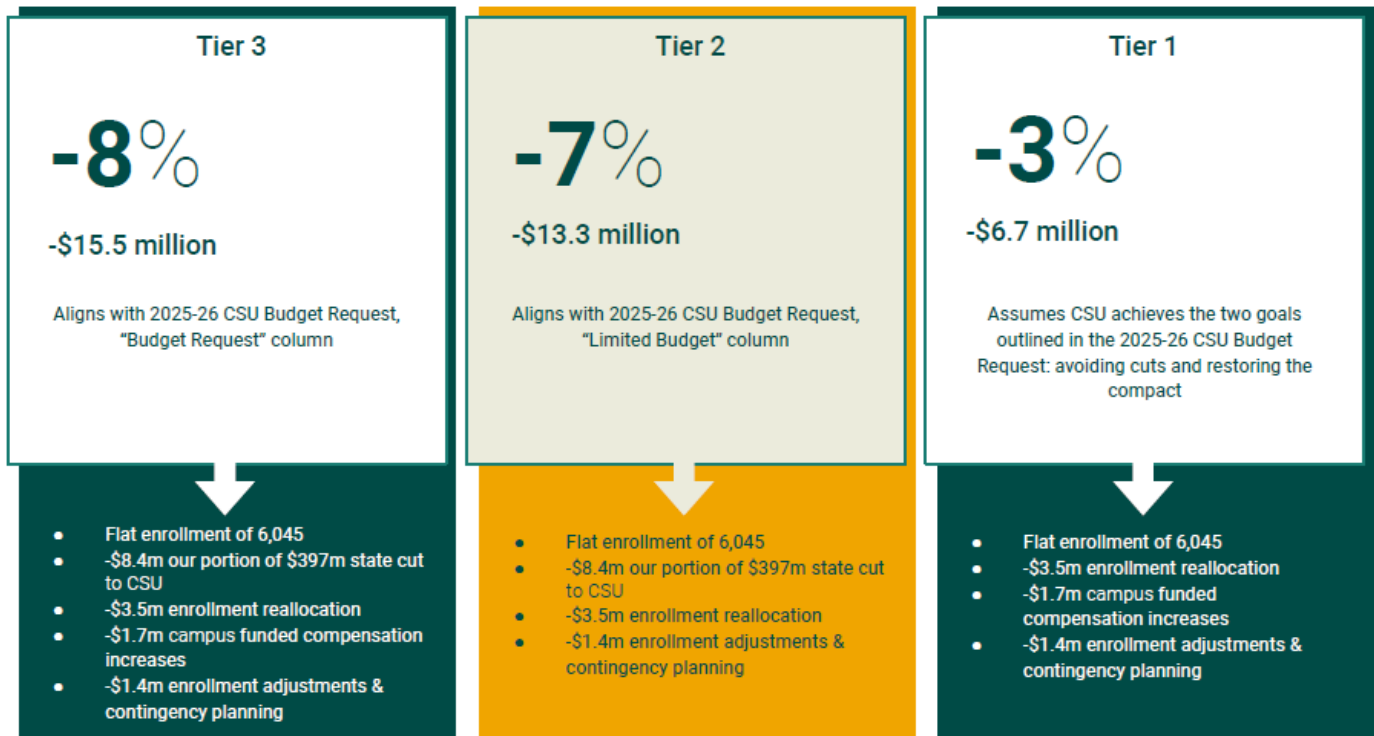 Tier 3
-8%
-$15.5 million
Aligns with 2025-26 CSU Budget Request,
“Budget Request” column
● Flat enrollment of 6,045
● -$8.4m our portion of $397m state cut
to CSU
● -$3.5m enrollment reallocation
● -$1.7m campus funded compensation
increases
● -$1.4m enrollment adjustments &
contingency planning
Tier 2
-7%
-$13.3 million
Aligns with 2025-26 CSU Budget Request,
“Limited Budget” column
● Flat enrollment of 6,045
● -$8.4m our portion of $397m state cut
to CSU
● -$3.5m enrollment reallocation
● -$1.4m enrollment adjustments &
contingency planning
Tier 1
-3%
-$6.7 million
Assumes CSU achieves the two goals
outlined in the 2025-26 CSU Budget
Request: avoiding cuts and restoring the
compact
● Flat enrollment of 6,045
● -$3.5m enrollment reallocation
● -$1.7m campus funded
compensation increases
● -$1.4m enrollment adjustments &
contingency planning